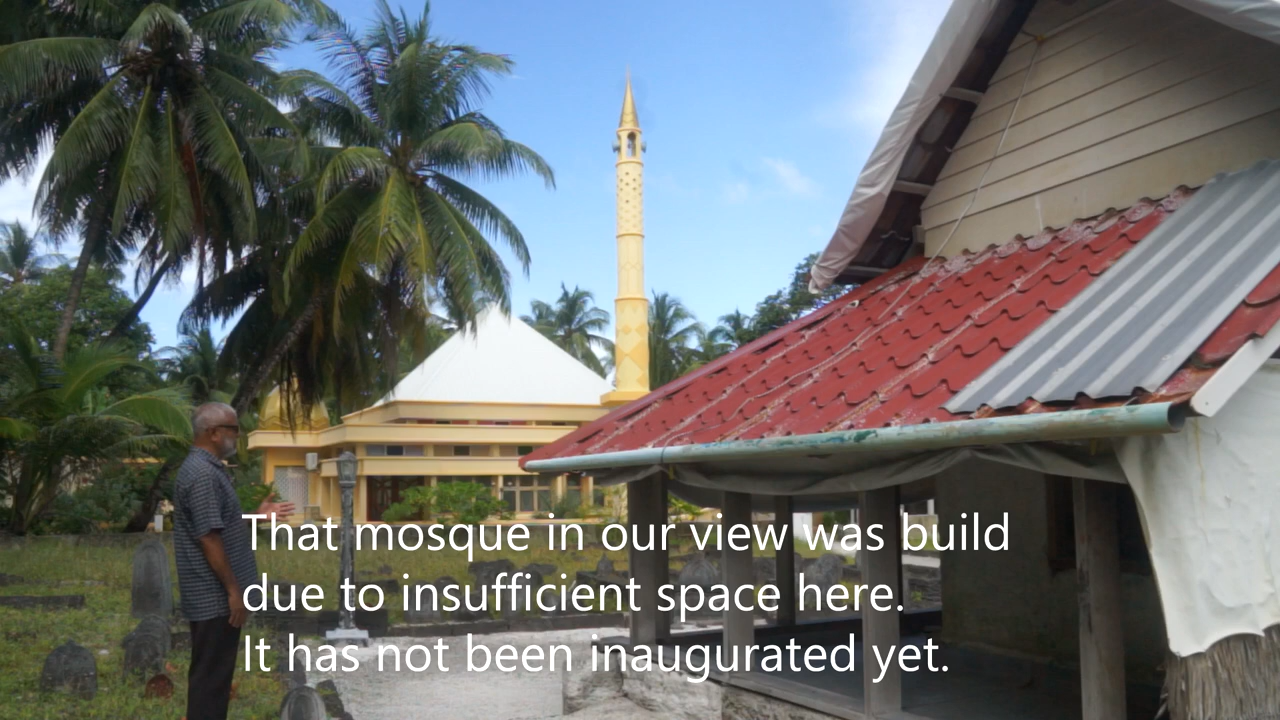 That mosque in our view was build
due to insufficient space here.
It has not been inaugurated yet.